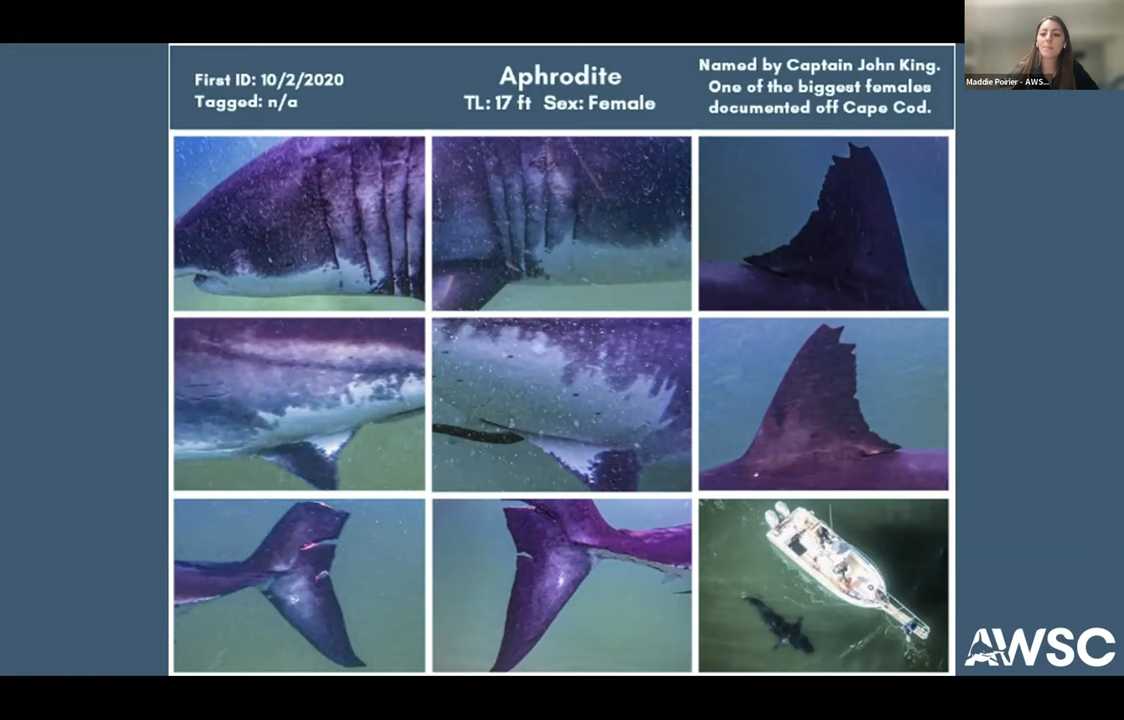 First ID: 10/2/2020
Tagged: n/a
Aphrodite
TL: 17 ft Sex: Female
Named by Captain John King.
One of the biggest females
documented off Cape Cod.
Maddie Poirier - AWS...
AWSC